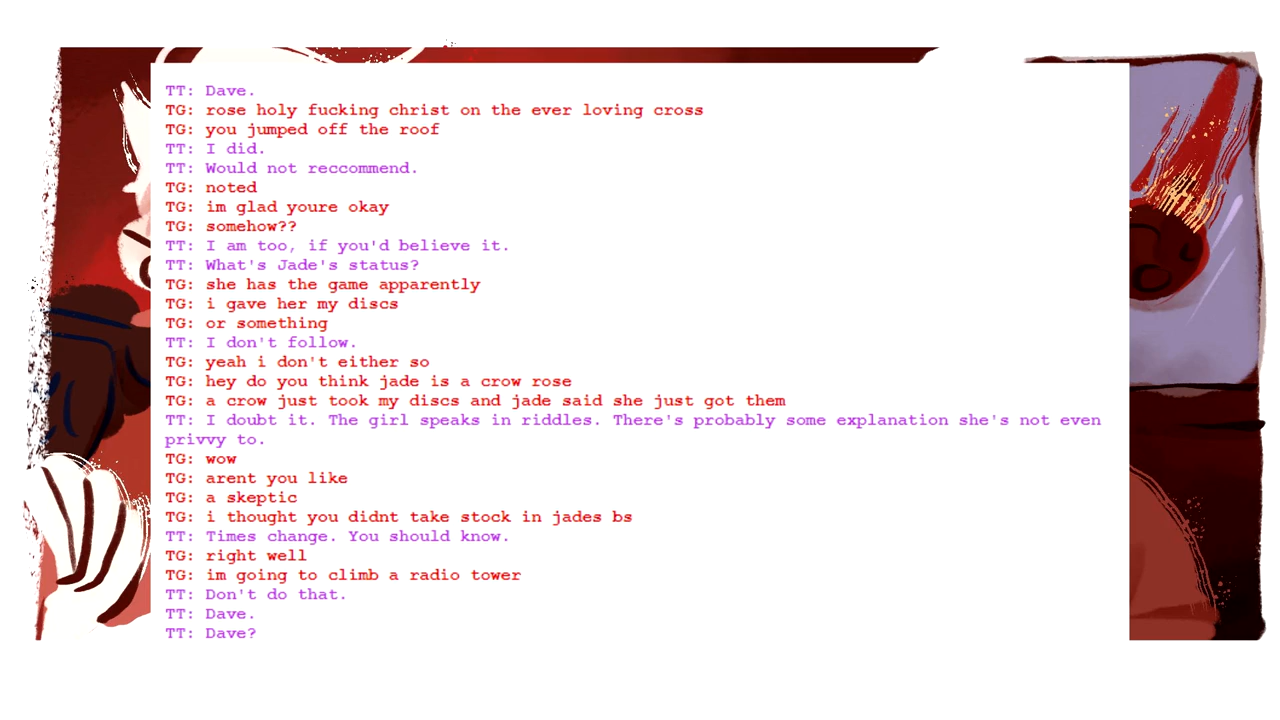 TT: Dave.
TG: rose holy fucking christ on the ever loving cross
TG: you jumped off the roof
TT: I did.
TT: Would not reccommend.
TG: noted
TG: im glad youre okay
TG: somehow??
TT: I am too, if you'd believe it.
TT: What's Jade's status?
TG: she has the game apparently
TG: i gave her my discs
TG: or something
TT: I don't follow.
TG: yeah i don't either so
TG: hey do you think jade is a crow rose
TG: a crow just took my discs and jade said she just got them
TT: I doubt it. The girl speaks in riddles. There's probably some explanation she's not even
privvy to.
TG: wow
TG: arent you like
TG: a skeptic
TG: i thought you didnt take stock in jades bs
TT: Times change. You should know.
TG: right well
TG: im going to climb a radio tower
TT: Don't do that.
TT: Dave.
TT: Dave?